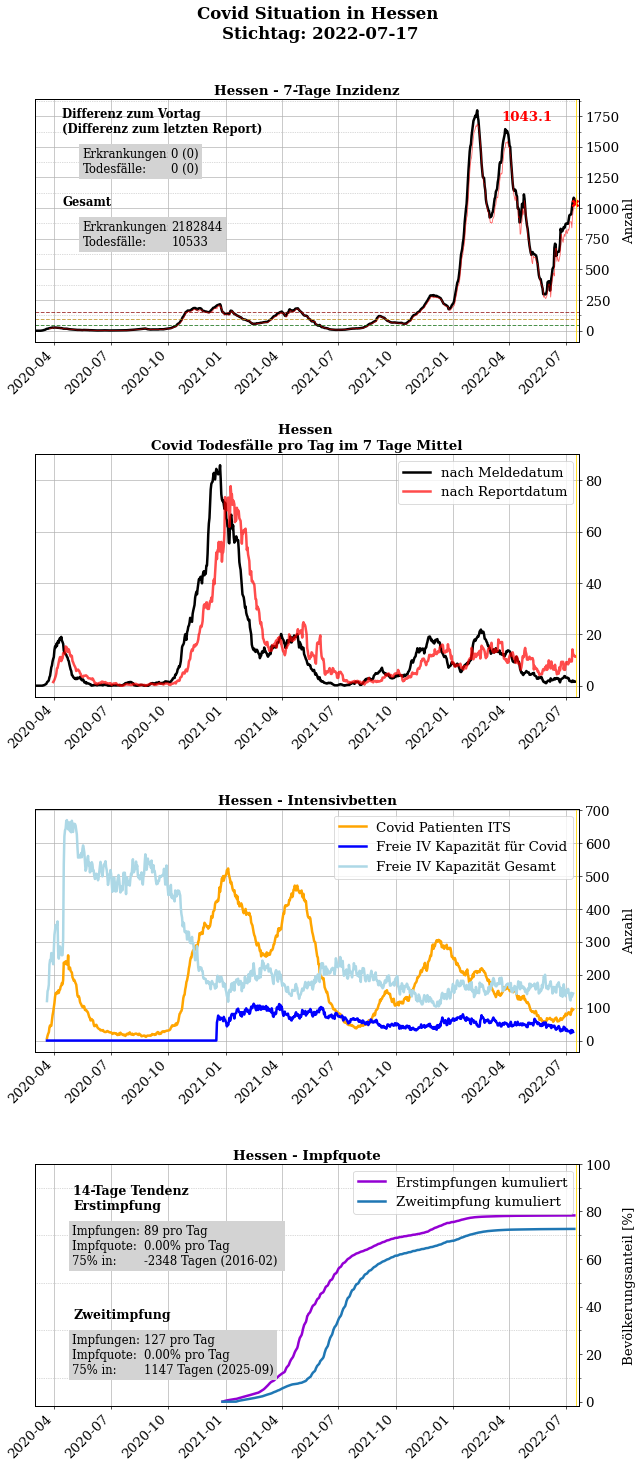 Covid Situation in Hessen
Stichtag: 2022-07-17
Hessen - 7-Tage Inzidenz
Differenz zum Vortag
(Differenz zum letzten Report)
Erkrankungen 0 (0)
Todesfälle: 0 (0)
Gesamt
Erkrankungen 2182844
Todesfälle: 10533
1043.1
1750
1500
1250
1000
750
500
250
0
Anzahl
2020-04
2020-07
2020-10
2021-01
2021-04
2021-07
2021-10
2022-01
2022-04
2022-07
Hessen
Covid Todesfälle pro Tag im 7 Tage Mittel
nach Meldedatum
nach Reportdatum
80
60
40
20
0
2020-04
2020-07
2020-10
2021-01
2021-04
2021-07
2021-10
2022-01
2022-04
2022-07
Hessen - Intensivbetten
Covid Patienten ITS
Freie IV Kapazität für Covid
Freie IV Kapazität Gesamt
700
600
500
400
300
200
100
0
Anzahl
2020-04
2020-07
2020-10
2021-01
2021-04
2021-07
2021-10
2022-01
2022-04
2022-07
Hessen - Impfquote
14-Tage Tendenz
Erstimpfung
Impfungen: 89 pro Tag
Impfquote: 0.00% pro Tag
75% in: -2348 Tagen (2016-02)
Zweitimpfung
Impfungen: 127 pro Tag
Impfquote: 0.00% pro Tag
75% in: 1147 Tagen (2025-09)
Erstimpfungen kumuliert
Zweitimpfung kumuliert
100
80
60
40
20
0
Bevölkerungsanteil [%]
2020-04
2020-07
2020-10
2021-01
2021-04
2021-07
2021-10
2022-01
2022-04
2022-07